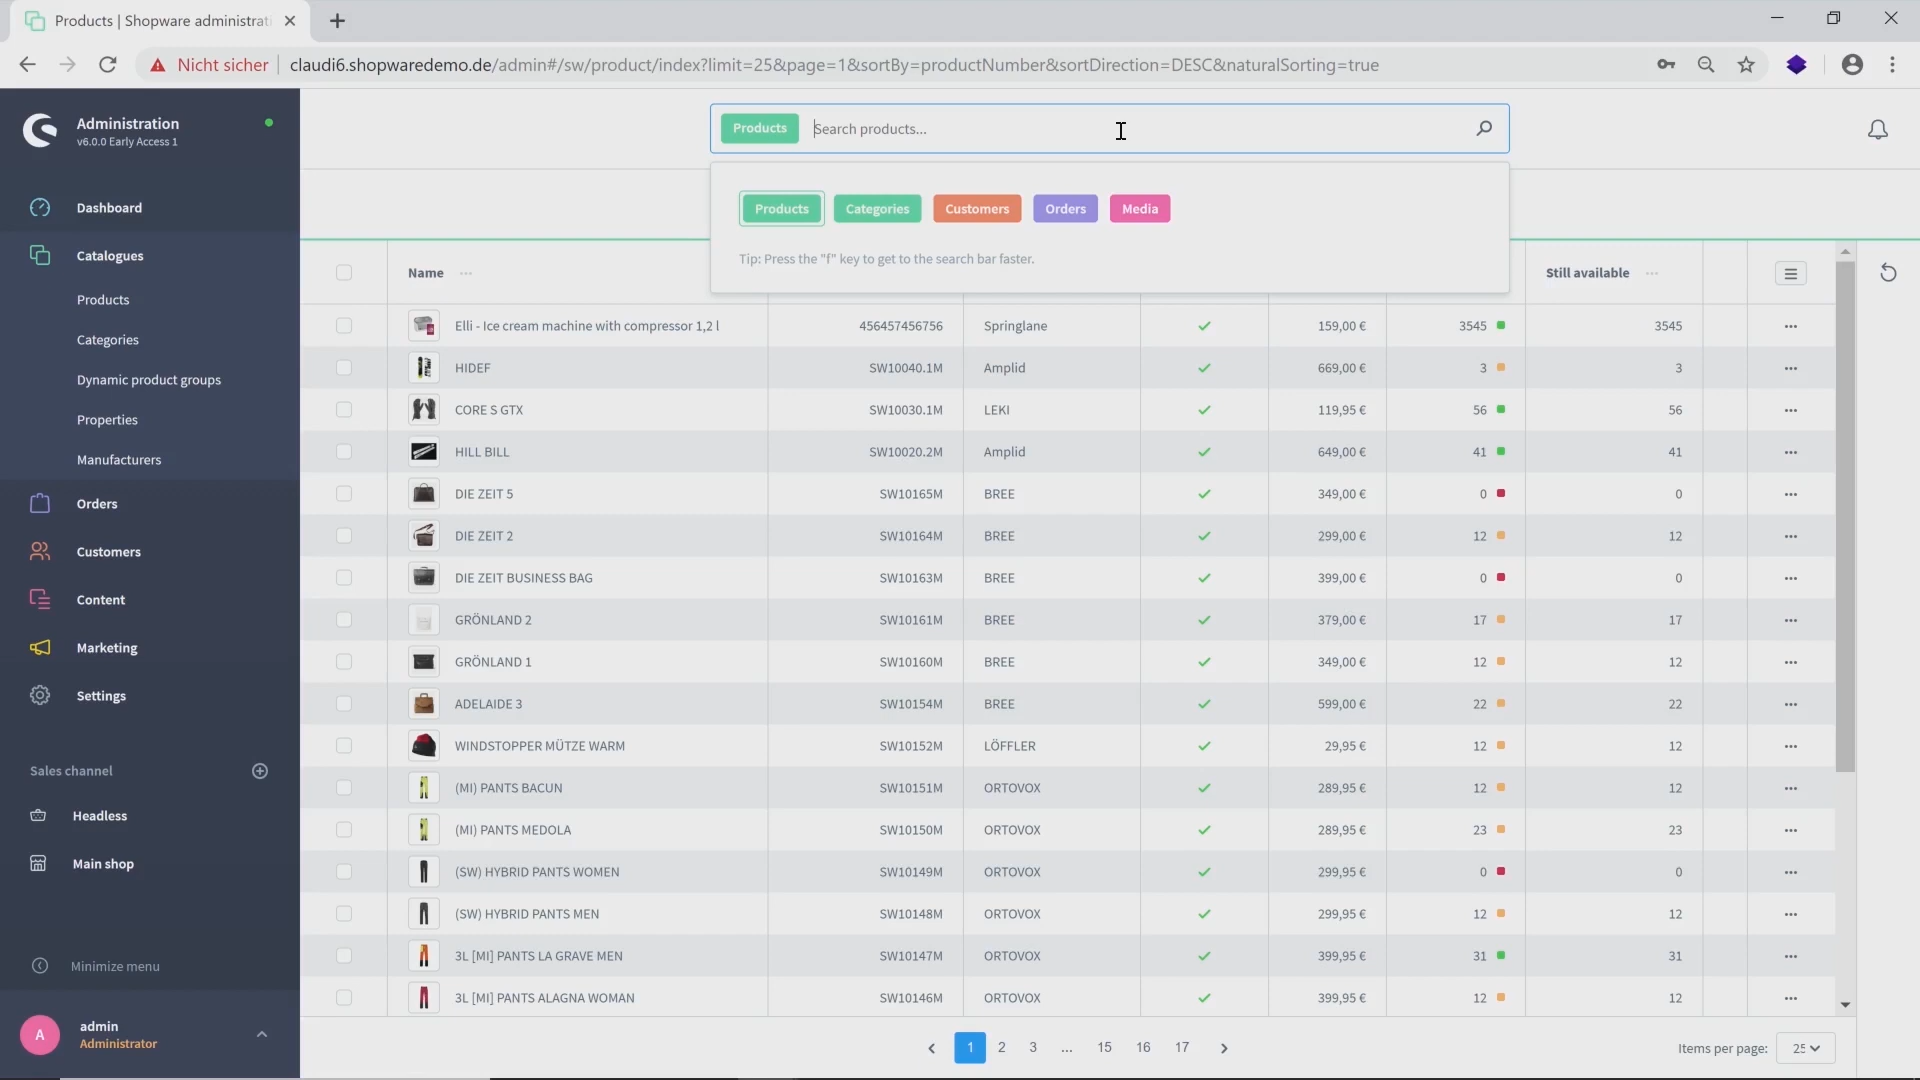 Products | Shopware administrati
Nicht sicher
claudi6.shopwaredemo.de/admin#/sw/product/index?limit=25&page=1&sortBy=productNumber&sortDirection=DESC&naturalSorting=true
Administration
v6.0.0 Early Access 1
Dashboard
Catalogues
Products
Categories
Dynamic product groups
Properties
Manufacturers
Orders
Customers
Content
Marketing
Settings
Sales channel
Headless
Main shop
Minimize menu
A
admin
Administrator
Products Search products...
Products Categories Customers Orders Media
Tip: Press the "f" key to get to the search bar faster.
Name ... Still available ...
Elli - Ice cream machine with compressor 1,2 l 456457456756 Springlane 159,00 € 3545 3545 ...
HIDEF SW10040.1M Amplid 669,00 € 3 3 ...
CORE S GTX SW10030.1M LEKI 119,95 € 56 56 ...
HILL BILL SW10020.2M Amplid 649,00 € 41 41 ...
DIE ZEIT 5 SW10165M BREE 349,00 € 0 0 ...
DIE ZEIT 2 SW10164M BREE 299,00 € 12 12 ...
DIE ZEIT BUSINESS BAG SW10163M BREE 399,00 € 0 0 ...
GRÖNLAND 2 SW10161M BREE 379,00 € 17 17 ...
GRÖNLAND 1 SW10160M BREE 349,00 € 12 12 ...
ADELAIDE 3 SW10154M BREE 599,00 € 22 22 ...
WINDSTOPPER MÜTZE WARM SW10152M LÖFFLER 29,95 € 12 12 ...
(MI) PANTS BACUN SW10151M ORTOVOX 289,95 € 12 12 ...
(MI) PANTS MEDOLA SW10150M ORTOVOX 289,95 € 23 23 ...
(SW) HYBRID PANTS WOMEN SW10149M ORTOVOX 299,95 € 0 0 ...
(SW) HYBRID PANTS MEN SW10148M ORTOVOX 299,95 € 12 12 ...
3L [MI] PANTS LA GRAVE MEN SW10147M ORTOVOX 399,95 € 31 31 ...
3L [MI] PANTS ALAGNA WOMAN SW10146M ORTOVOX 399,95 € 12 12 ...
1 2 3 ... 15 16 17
Items per page: 25